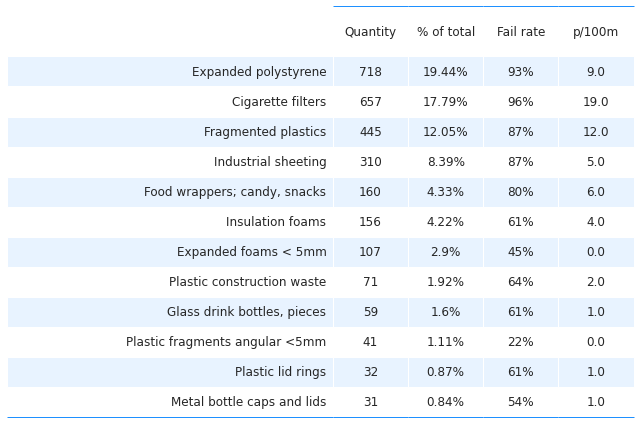 Quantity % of total Fail rate p/100m
Expanded polystyrene 718 19.44% 93% 9.0
Cigarette filters 657 17.79% 96% 19.0
Fragmented plastics 445 12.05% 87% 12.0
Industrial sheeting 310 8.39% 87% 5.0
Food wrappers; candy, snacks 160 4.33% 80% 6.0
Insulation foams 156 4.22% 61% 4.0
Expanded foams < 5mm 107 2.9% 45% 0.0
Plastic construction waste 71 1.92% 64% 2.0
Glass drink bottles, pieces 59 1.6% 61% 1.0
Plastic fragments angular <5mm 41 1.11% 22% 0.0
Plastic lid rings 32 0.87% 61% 1.0
Metal bottle caps and lids 31 0.84% 54% 1.0